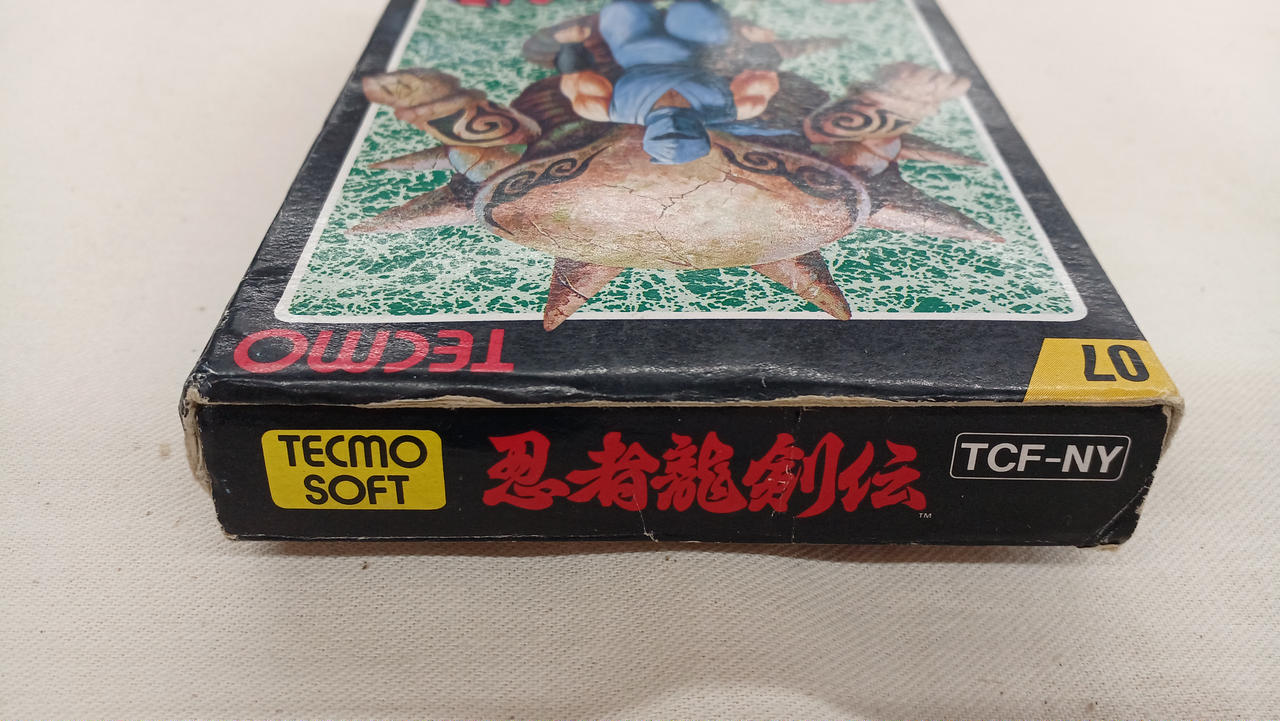 TECMO
07
TECMO
SOFT
忍者龍剣伝
TM
TCF-NY